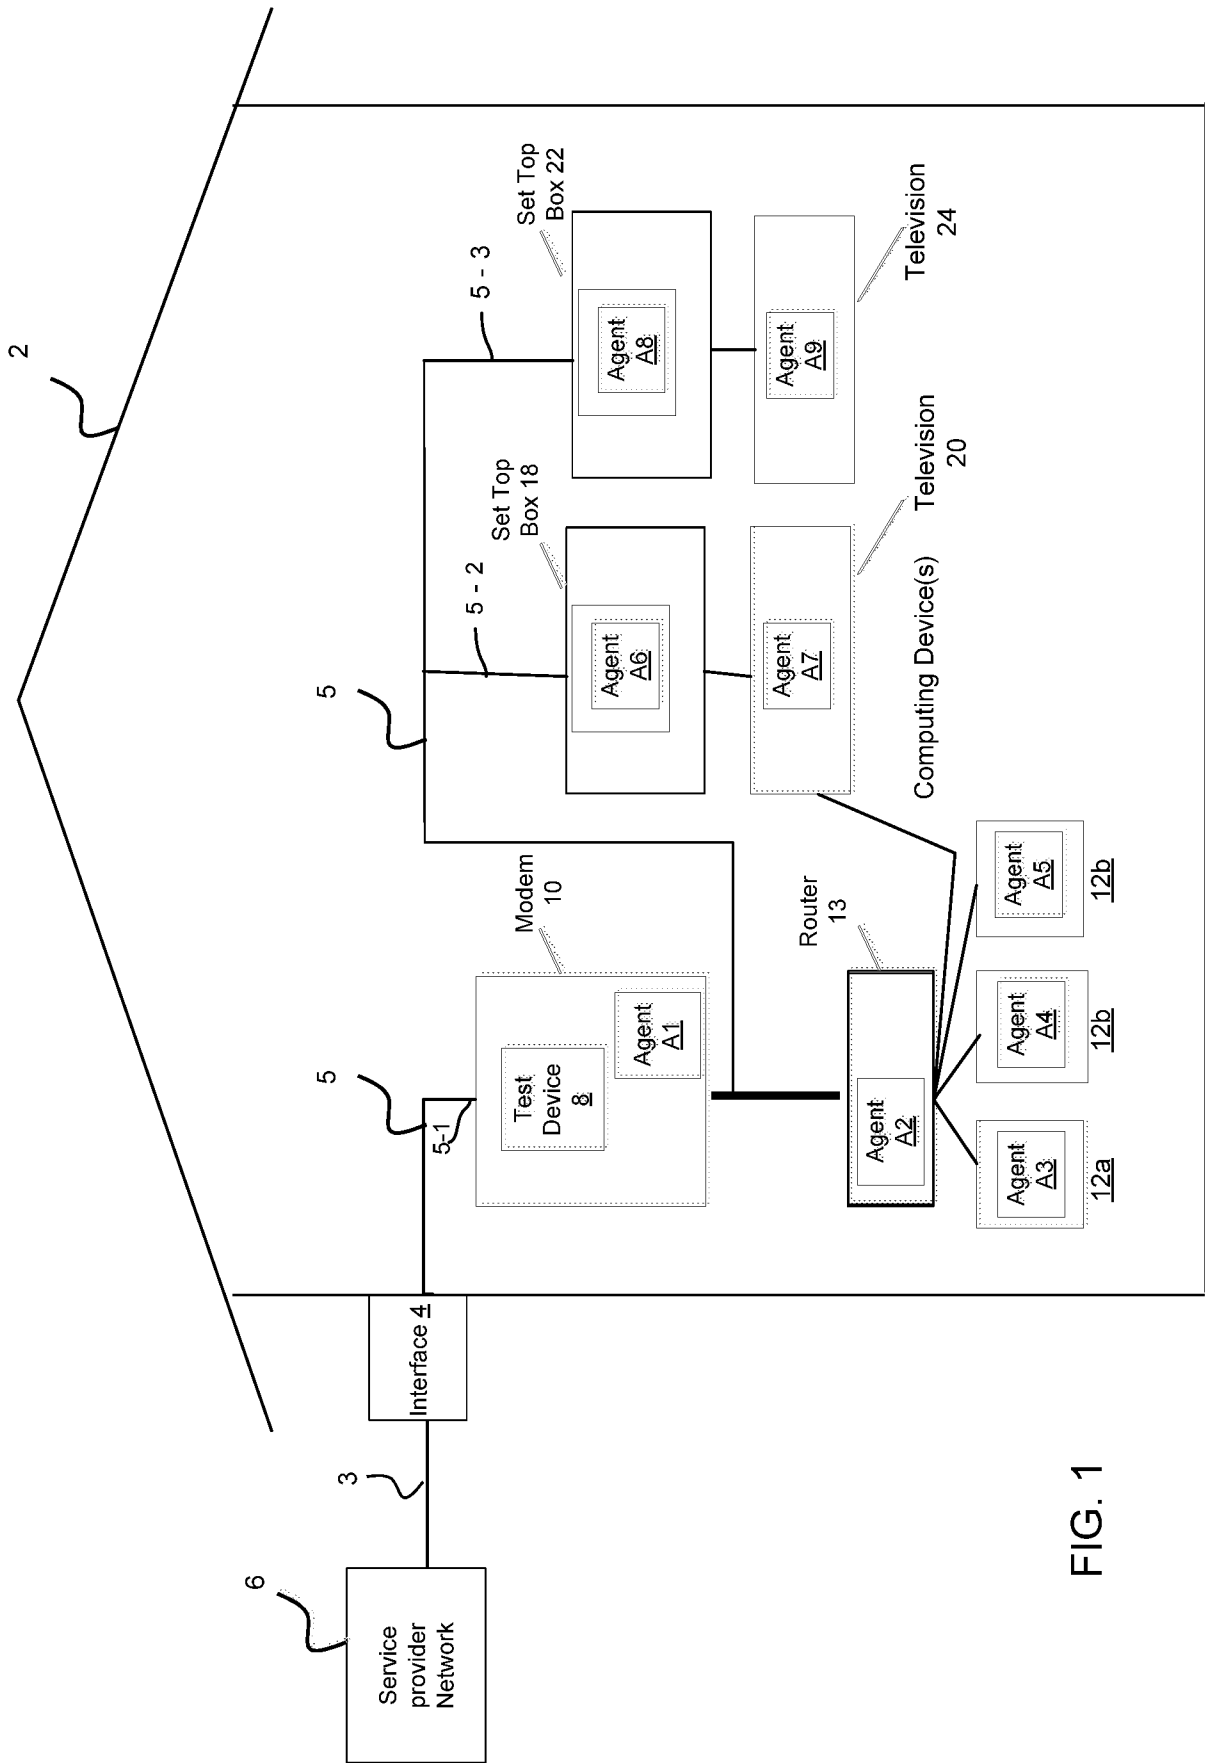 2
6
Service
provider
Network
3
Interface 4
5
5-1
Modem
10
Test
Device
8
Agent
A1
5
5 - 2
5 - 3
Set Top
Box 18
Agent
A6
Set Top
Box 22
Agent
A8
Router
13
Agent
A2
Agent
A7
Television
20
Agent
A9
Television
24
Computing Device(s)
Agent
A3
12a
Agent
A4
12b
Agent
A5
12b
FIG. 1